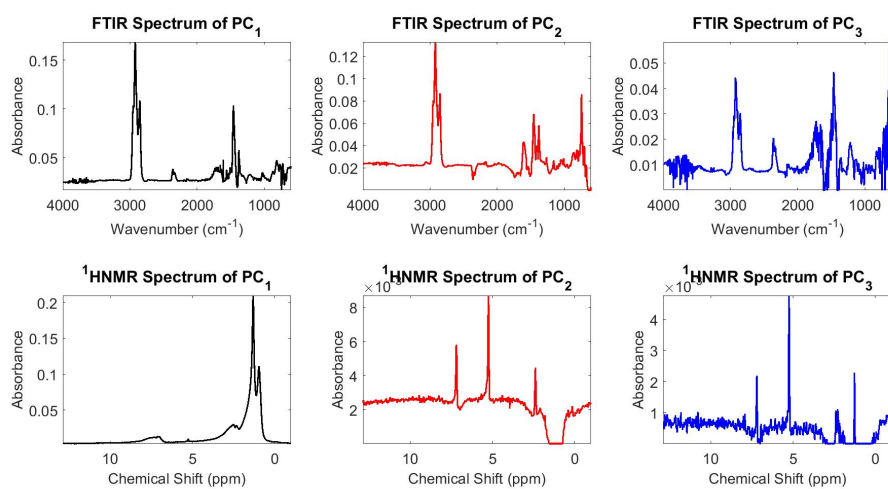 FTIR Spectrum of PC1
FTIR Spectrum of PC2
FTIR Spectrum of PC3
Absorbance
0.15
0.1
0.05
4000 3000 2000 1000
Wavenumber (cm-1)
Absorbance
0.12
0.1
0.08
0.06
0.04
0.02
4000 3000 2000 1000
Wavenumber (cm-1)
Absorbance
0.05
0.04
0.03
0.02
0.01
4000 3000 2000 1000
Wavenumber (cm-1)
1HNMR Spectrum of PC1
1HNMR Spectrum of PC2
1HNMR Spectrum of PC3
Absorbance
0.2
0.15
0.1
0.05
10 5 0
Chemical Shift (ppm)
Absorbance
8
6
4
2
10 5 0
Chemical Shift (ppm)
Absorbance
4
3
2
1
10 5 0
Chemical Shift (ppm)